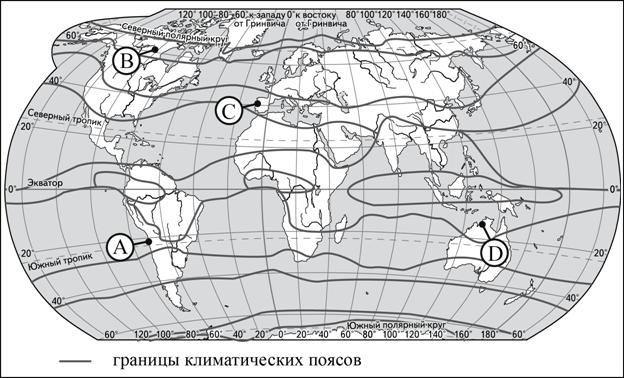 120° 100° 80° 60° к западу 0° к востоку 80° 100° 120° 140° 160° 180°
от Гринвича от Гринвича
Северный полярный круг
60° 60°
B
40° 40°
C
Северный тропик
20° 20°
Экватор
0° 0°
A
D
20° 20°
Южный тропик
40° 40°
Южный полярный круг
60° 120° 100° 80° 60° 40° 20° 0° 20° 40° 60° 80° 100° 120° 140° 160° 180° 60°
границы климатических поясов